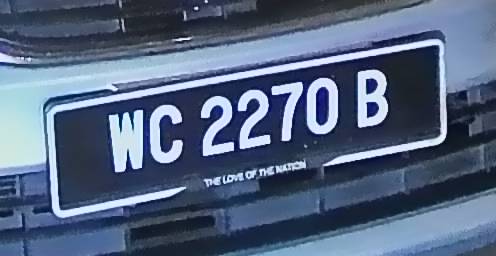 WC 2270 B
THE LOVE OF THE NATION